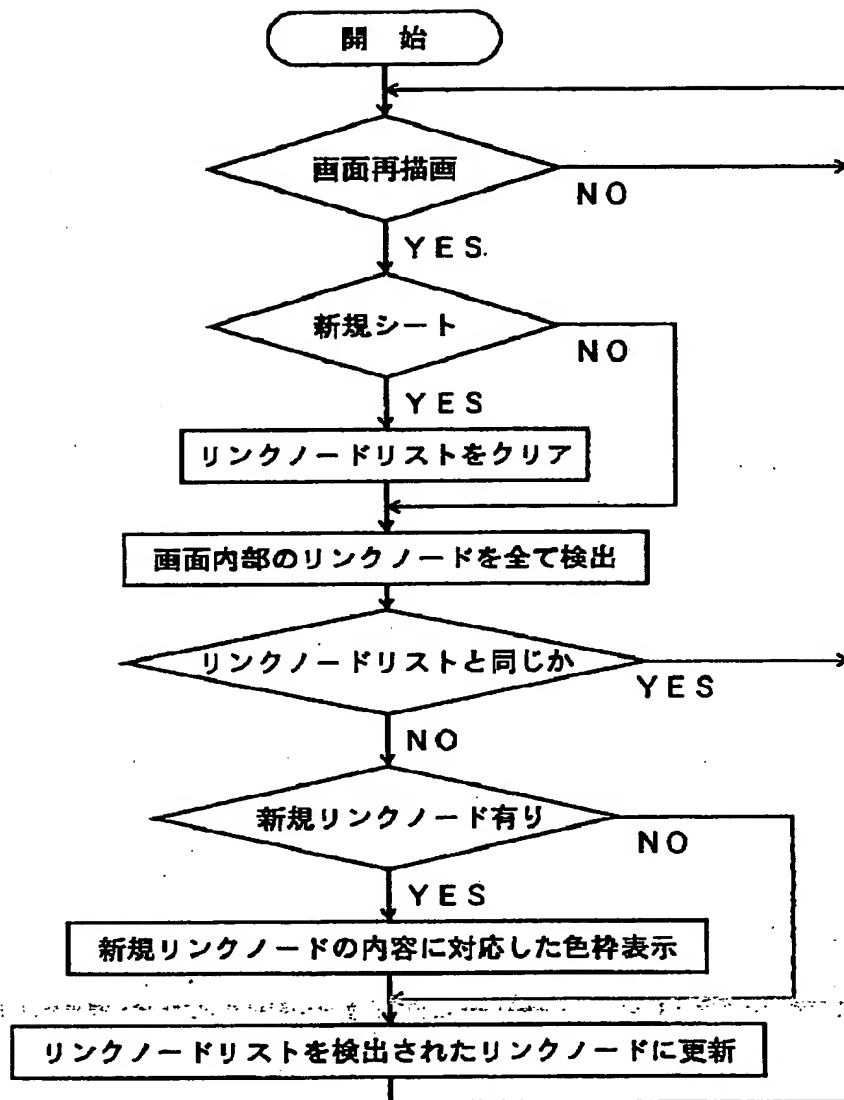 開 始
画面再描画
NO
YES
新規シート
NO
YES
リンクノードリストをクリア
画面内部のリンクノードを全て検出
リンクノードリストと同じか
YES
NO
新規リンクノード有り
NO
YES
新規リンクノードの内容に対応した色枠表示
リンクノードリストを検出されたリンクノードに更新